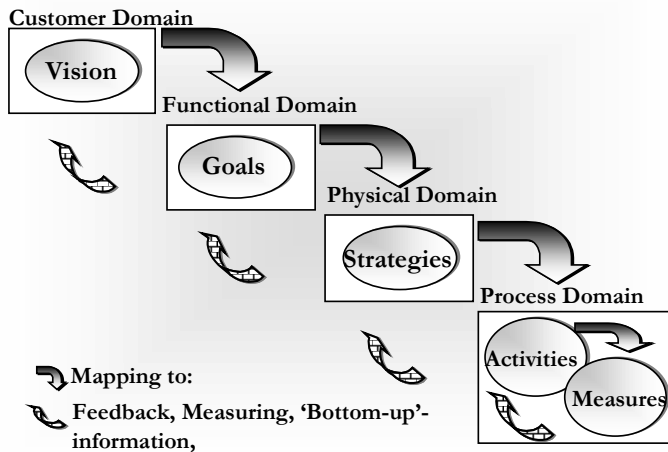 Customer Domain
Vision
Functional Domain
Goals
Physical Domain
Strategies
Process Domain
Activities
Measures
Mapping to:
Feedback, Measuring, ‘Bottom-up’-
information,